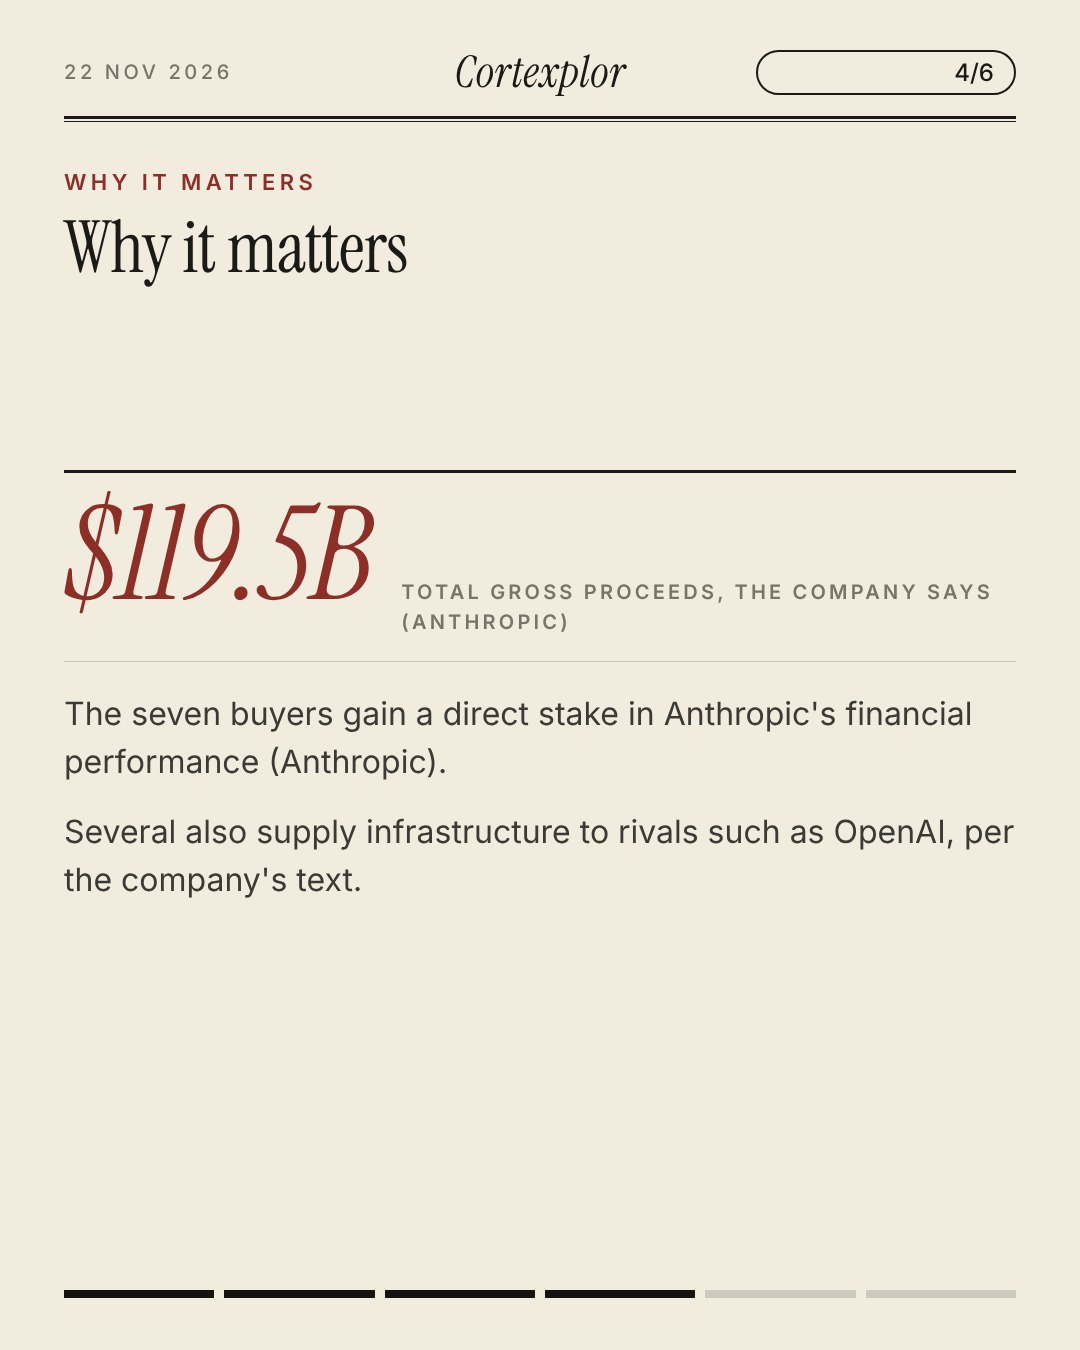 22 NOV 2026
Cortexplor
4/6
WHY IT MATTERS
Why it matters
$119.5B
TOTAL GROSS PROCEEDS, THE COMPANY SAYS
(ANTHROPIC)
The seven buyers gain a direct stake in Anthropic's financial
performance (Anthropic).
Several also supply infrastructure to rivals such as OpenAI, per
the company's text.